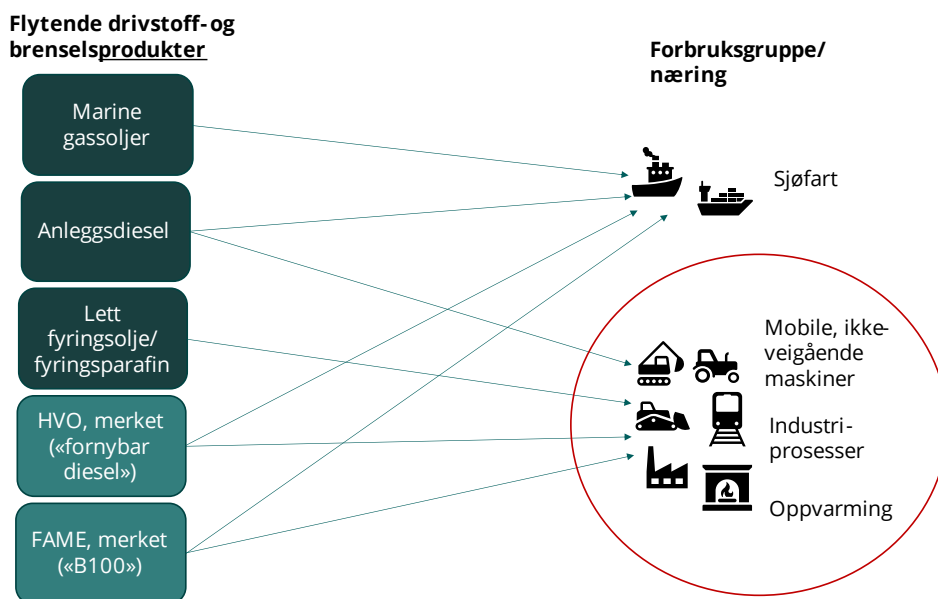 Flytende drivstoff- og
brenselsprodukter
Forbruksgruppe/
næring
Marine
gassoljer
Anleggsdiesel
Lett
fyringsolje/
fyringsparafin
HVO, merket
(«fornybar
diesel»)
FAME, merket
(«B100»)
Sjøfart
Mobile, ikke-
veigående
maskiner
Industri-
prosesser
Oppvarming